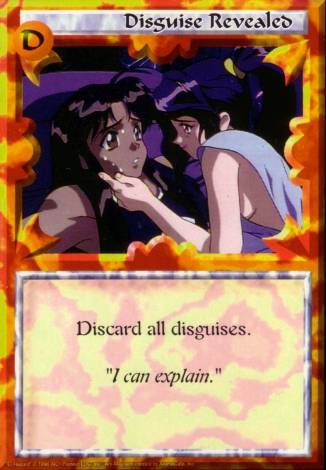 Disguise Revealed
D
Discard all disguises.
"I can explain."